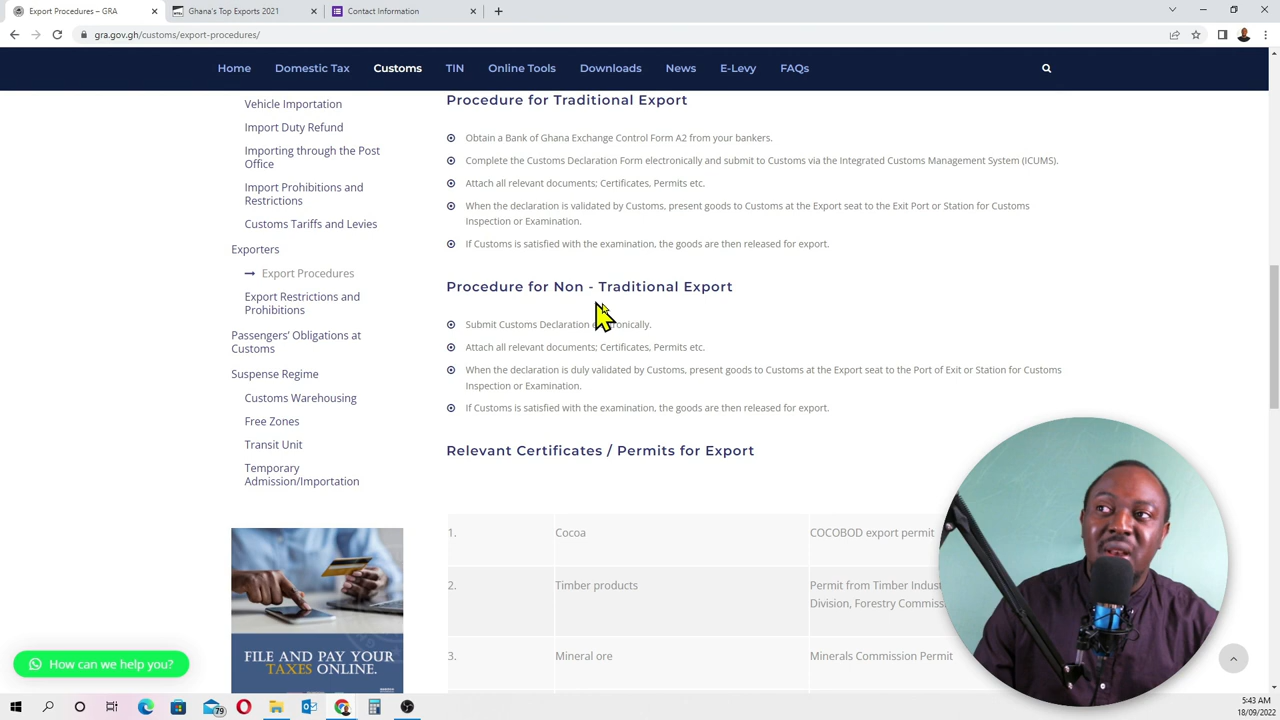 Export Procedures – GRA
Ghana's Top Exports 2021
Contact Information
gra.gov.gh/customs/export-procedures/
Home Domestic Tax Customs TIN Online Tools Downloads News E-Levy FAQs
Vehicle Importation
Import Duty Refund
Importing through the Post
Office
Import Prohibitions and
Restrictions
Customs Tariffs and Levies
Exporters
Export Procedures
Export Restrictions and
Prohibitions
Passengers' Obligations at
Customs
Suspense Regime
Customs Warehousing
Free Zones
Transit Unit
Temporary
Admission/Importation
FILE AND PAY YOUR
TAXES ONLINE.
How can we help you?
Procedure for Traditional Export
Obtain a Bank of Ghana Exchange Control Form A2 from your bankers.
Complete the Customs Declaration Form electronically and submit to Customs via the Integrated Customs Management System (ICUMS).
Attach all relevant documents; Certificates, Permits etc.
When the declaration is validated by Customs, present goods to Customs at the Export seat to the Exit Port or Station for Customs
Inspection or Examination.
If Customs is satisfied with the examination, the goods are then released for export.
Procedure for Non - Traditional Export
Submit Customs Declaration electronically.
Attach all relevant documents; Certificates, Permits etc.
When the declaration is duly validated by Customs, present goods to Customs at the Export seat to the Port of Exit or Station for Customs
Inspection or Examination.
If Customs is satisfied with the examination, the goods are then released for export.
Relevant Certificates / Permits for Export
1. Cocoa COCOBOD export permit
2. Timber products Permit from Timber Indus
Division, Forestry Commiss
3. Mineral ore Minerals Commission Permit
79
5:43 AM
18/09/2022